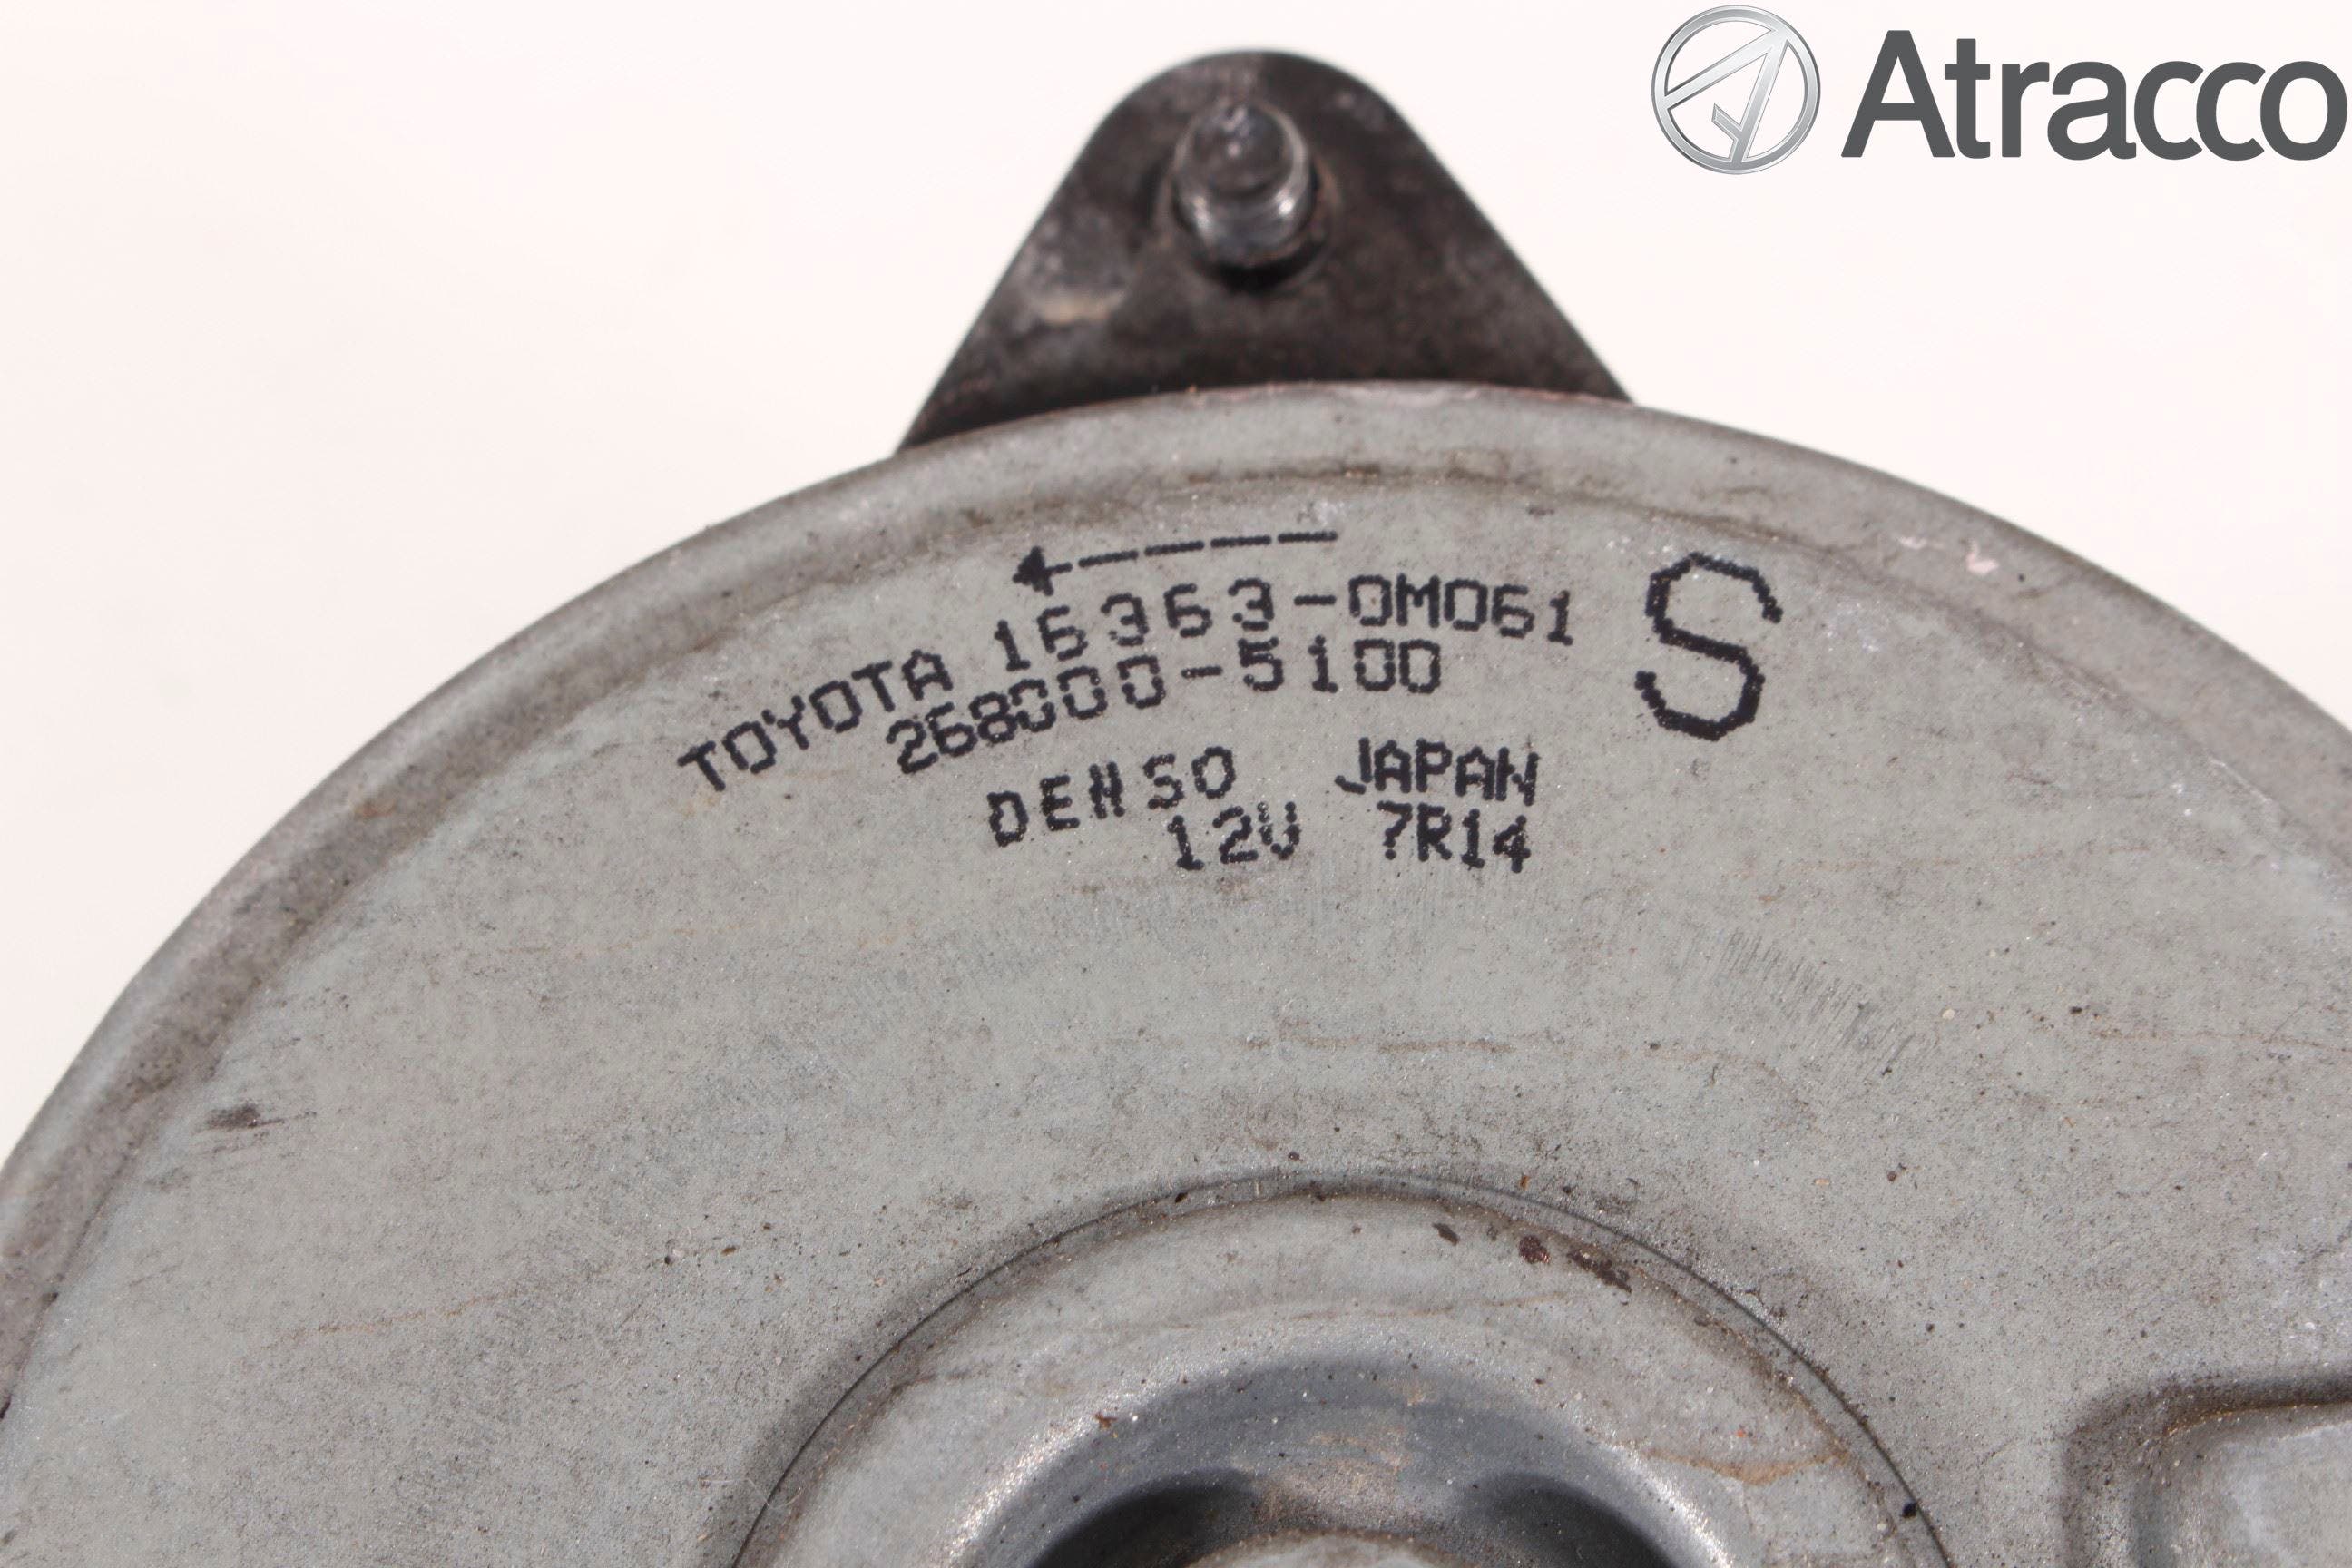 Atracco
TOYOTA 16363-0M061
S
268000-5100
DENSO JAPAN
12V 7R14